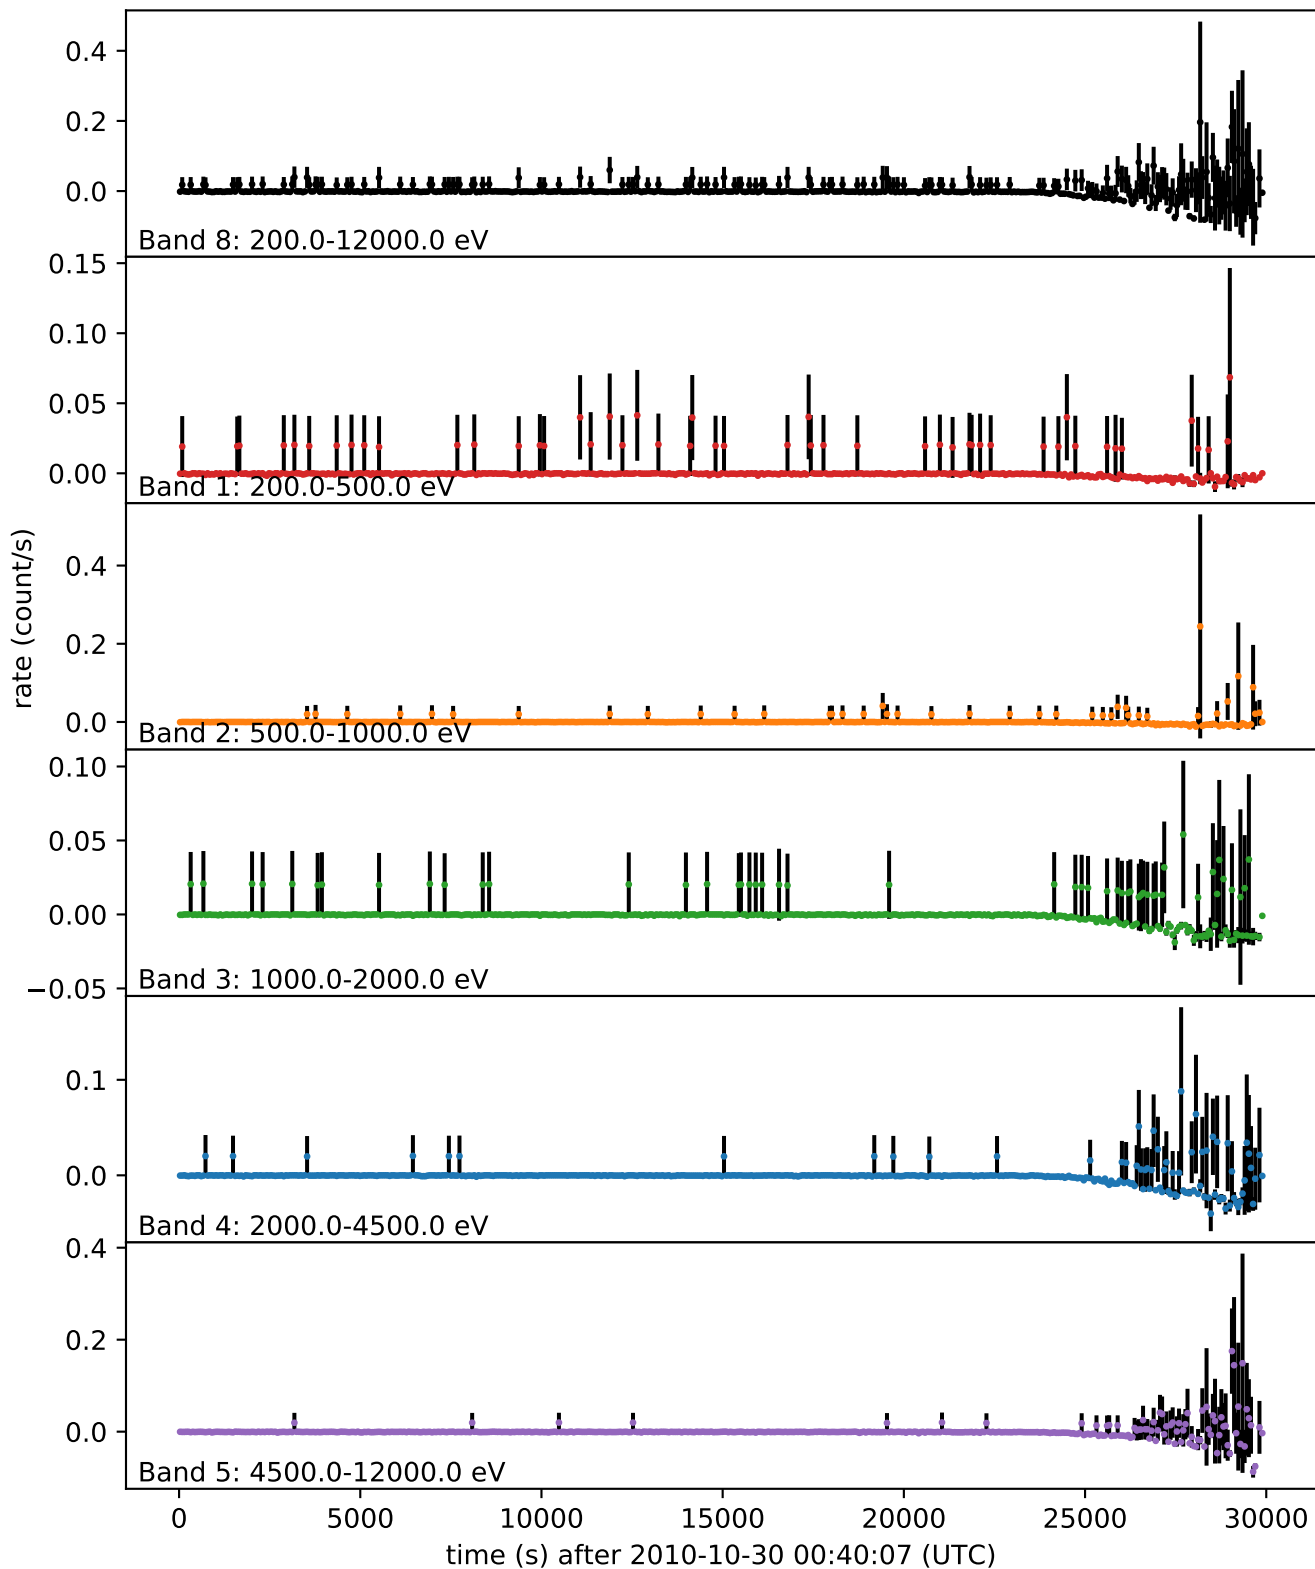 0.4
0.2
0.0
Band 8: 200.0-12000.0 eV
0.15
0.10
0.05
0.00
Band 1: 200.0-500.0 eV
rate (count/s)
0.4
0.2
0.0
Band 2: 500.0-1000.0 eV
0.10
0.05
0.00
−0.05
Band 3: 1000.0-2000.0 eV
0.1
0.0
Band 4: 2000.0-4500.0 eV
0.4
0.2
0.0
Band 5: 4500.0-12000.0 eV
0 5000 10000 15000 20000 25000 30000
time (s) after 2010-10-30 00:40:07 (UTC)